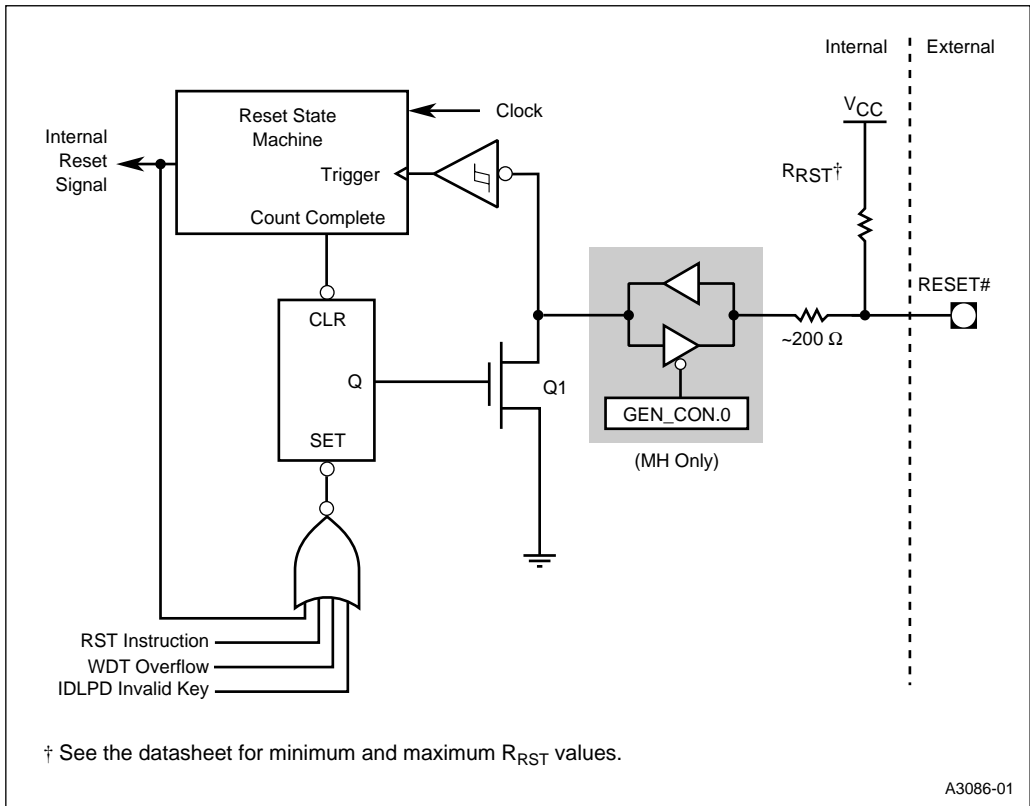 Internal
External
Reset State
Machine
Clock
VCC
Internal
Reset
Signal
Trigger
RRST†
Count Complete
RESET#
CLR
~200 Ω
Q
Q1
GEN_CON.0
SET
(MH Only)
RST Instruction
WDT Overflow
IDLPD Invalid Key
† See the datasheet for minimum and maximum RRST values.
A3086-01